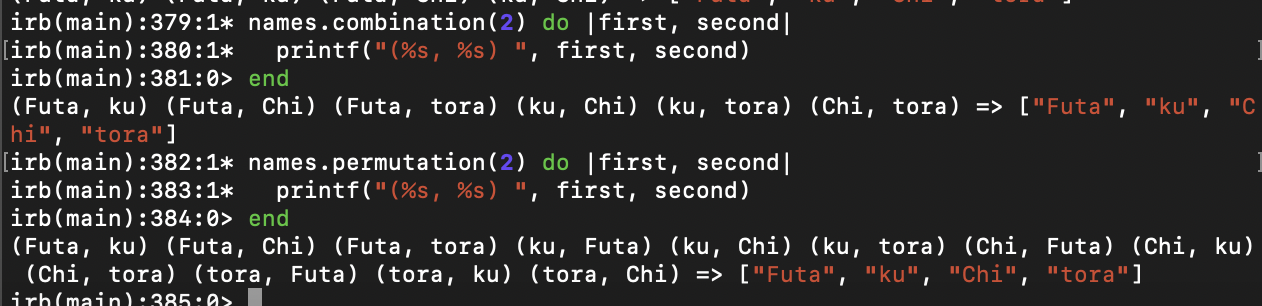 irb(main):379:1* names.combination(2) do |first, second|
irb(main):380:1*   printf("(%s, %s) ", first, second)
irb(main):381:0> end
(Futa, ku) (Futa, Chi) (Futa, tora) (ku, Chi) (ku, tora) (Chi, tora) => ["Futa", "ku", "C
hi", "tora"]
irb(main):382:1* names.permutation(2) do |first, second|
irb(main):383:1*   printf("(%s, %s) ", first, second)
irb(main):384:0> end
(Futa, ku) (Futa, Chi) (Futa, tora) (ku, Futa) (ku, Chi) (ku, tora) (Chi, Futa) (Chi, ku)
 (Chi, tora) (tora, Futa) (tora, ku) (tora, Chi) => ["Futa", "ku", "Chi", "tora"]
irb(main):385:0>